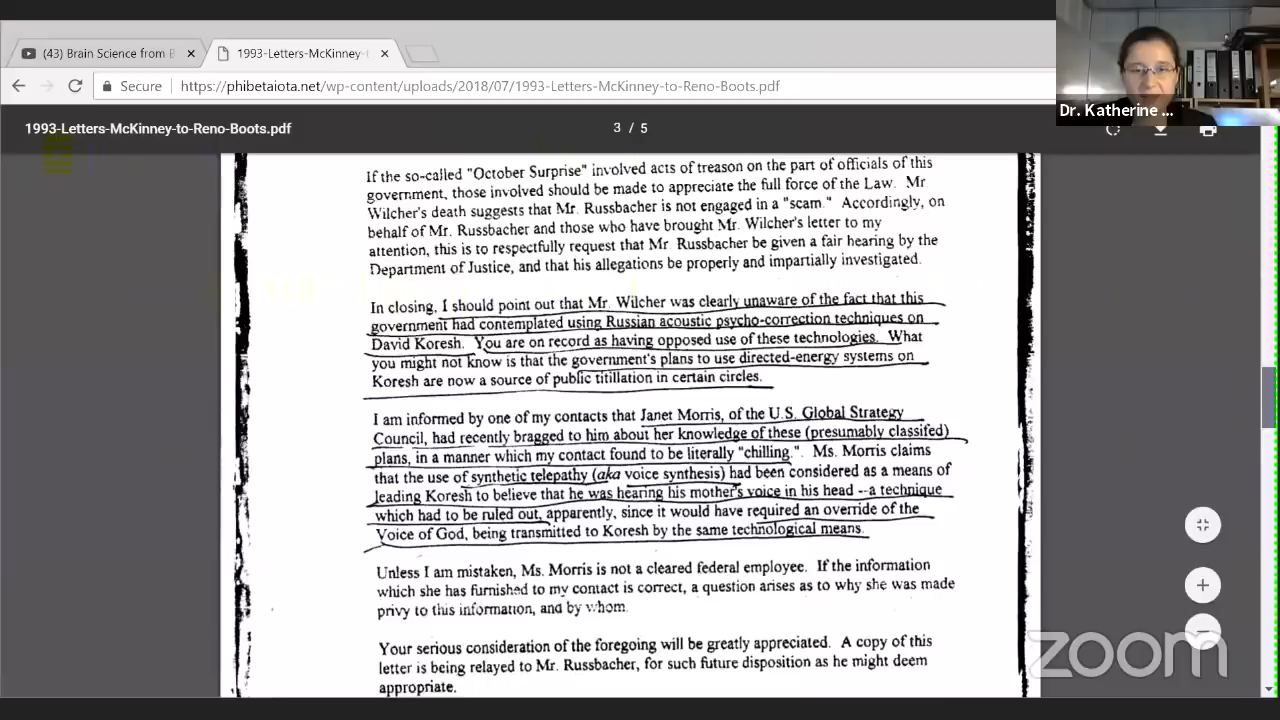 (43) Brain Science from B
1993-Letters-McKinney-t
Secure
https://phibetaiota.net/wp-content/uploads/2018/07/1993-Letters-McKinney-to-Reno-Boots.pdf
Dr. Katherine ...
1993-Letters-McKinney-to-Reno-Boots.pdf
3 / 5
If the so-called "October Surprise" involved acts of treason on the part of officials of this
government, those involved should be made to appreciate the full force of the Law. Mr
Wilcher's death suggests that Mr. Russbacher is not engaged in a "scam." Accordingly, on
behalf of Mr. Russbacher and those who have brought Mr. Wilcher's letter to my
attention, this is to respectfully request that Mr Russbacher be given a fair hearing by the
Department of Justice, and that his allegations be properly and impartially investigated.
In closing, I should point out that Mr. Wilcher was clearly unaware of the fact that this
government had contemplated using Russian acoustic psycho-correction techniques on
David Koresh. You are on record as having opposed use of these technologies. What
you might not know is that the government's plans to use directed-energy systems on
Koresh are now a source of public titillation in certain circles.
I am informed by one of my contacts that Janet Morris, of the U.S. Global Strategy
Council, had recently bragged to him about her knowledge of these (presumably classifed)
plans, in a manner which my contact found to be literally "chilling.". Ms. Morris claims
that the use of synthetic telepathy (aka voice synthesis) had been considered as a means of
leading Koresh to believe that he was hearing his mother's voice in his head --a technique
which had to be ruled out, apparently, since it would have required an override of the
Voice of God, being transmitted to Koresh by the same technological means.
Unless I am mistaken, Ms. Morris is not a cleared federal employee. If the information
which she has furnished to my contact is correct, a question arises as to why she was made
privy to this information, and by whom.
Your serious consideration of the foregoing will be greatly appreciated. A copy of this
letter is being relayed to Mr. Russbacher, for such future disposition as he might deem
appropriate.
zoom